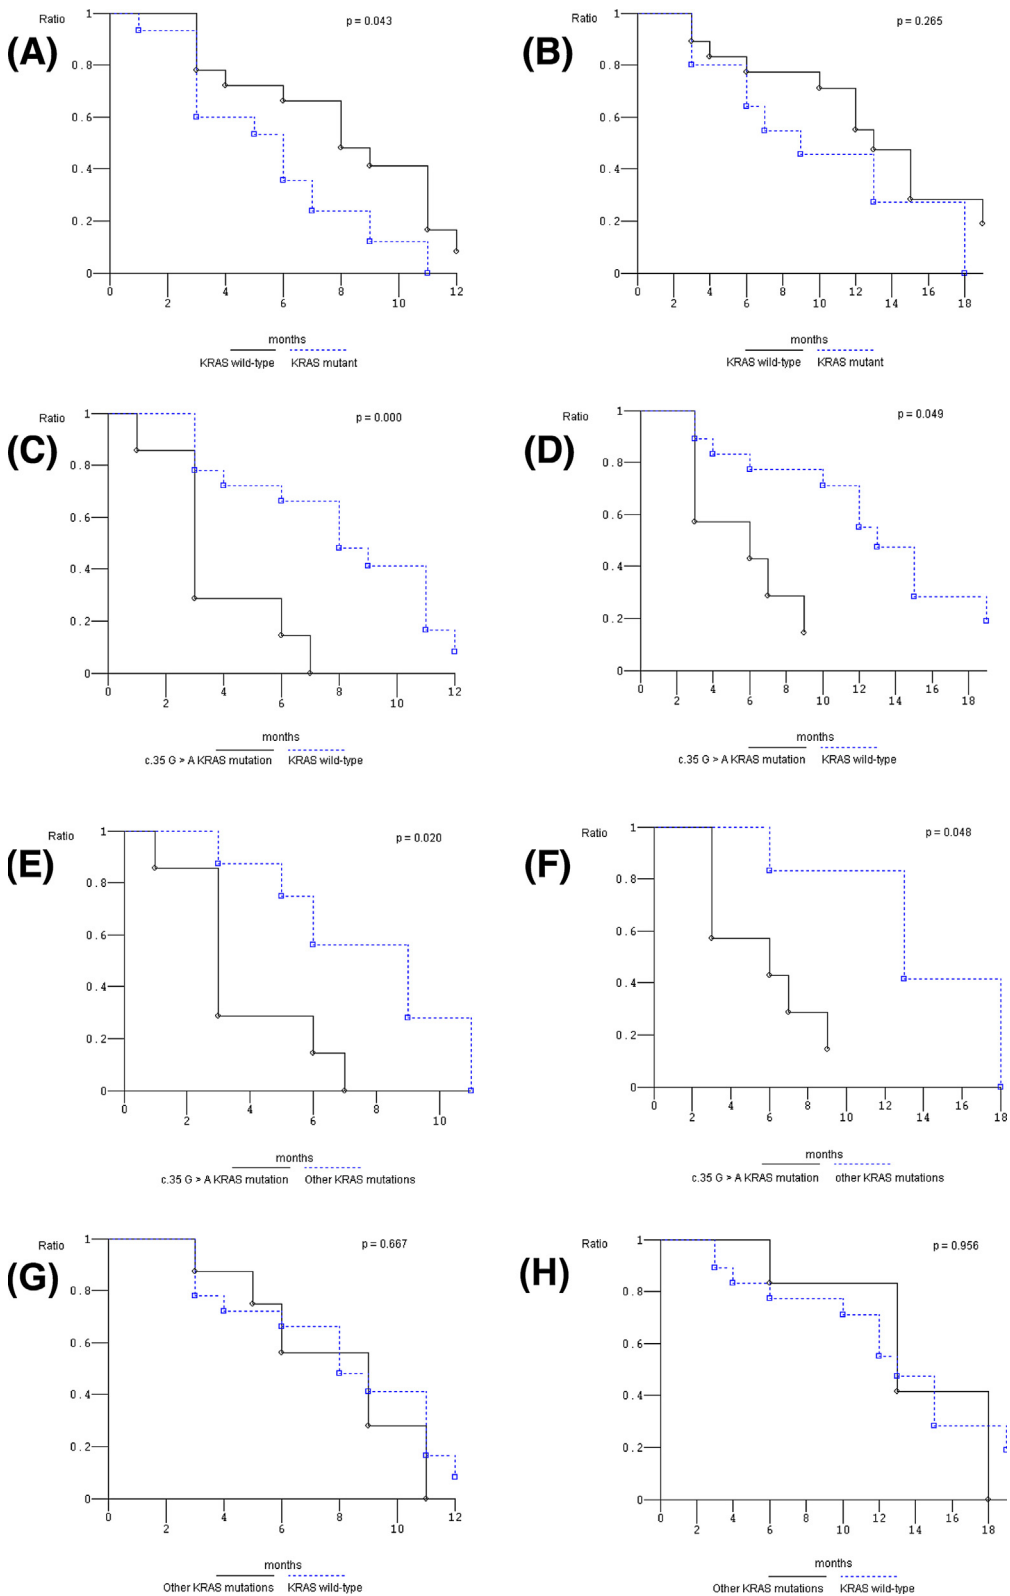 (A)
Ratio
p = 0.043
1
0.8
0.6
0.4
0.2
0
0 2 4 6 8 10 12
months
KRAS wild-type KRAS mutant
(B)
Ratio
p = 0.265
1
0.8
0.6
0.4
0.2
0
0 2 4 6 8 10 12 14 16 18
months
KRAS wild-type KRAS mutant
(C)
Ratio
p = 0.000
1
0.8
0.6
0.4
0.2
0
0 2 4 6 8 10 12
months
c.35 G > A KRAS mutation KRAS wild-type
(D)
Ratio
p = 0.049
1
0.8
0.6
0.4
0.2
0
0 2 4 6 8 10 12 14 16 18
months
c.35 G > A KRAS mutation KRAS wild-type
(E)
Ratio
p = 0.020
1
0.8
0.6
0.4
0.2
0
0 2 4 6 8 10
months
c.35 G > A KRAS mutation Other KRAS mutations
(F)
Ratio
p = 0.048
1
0.8
0.6
0.4
0.2
0
0 2 4 6 8 10 12 14 16 18
months
c.35 G > A KRAS mutation other KRAS mutations
(G)
Ratio
p = 0.667
1
0.8
0.6
0.4
0.2
0
0 2 4 6 8 10 12
months
Other KRAS mutations KRAS wild-type
(H)
Ratio
p = 0.956
1
0.8
0.6
0.4
0.2
0
0 2 4 6 8 10 12 14 16 18
months
Other KRAS mutations KRAS wild-type